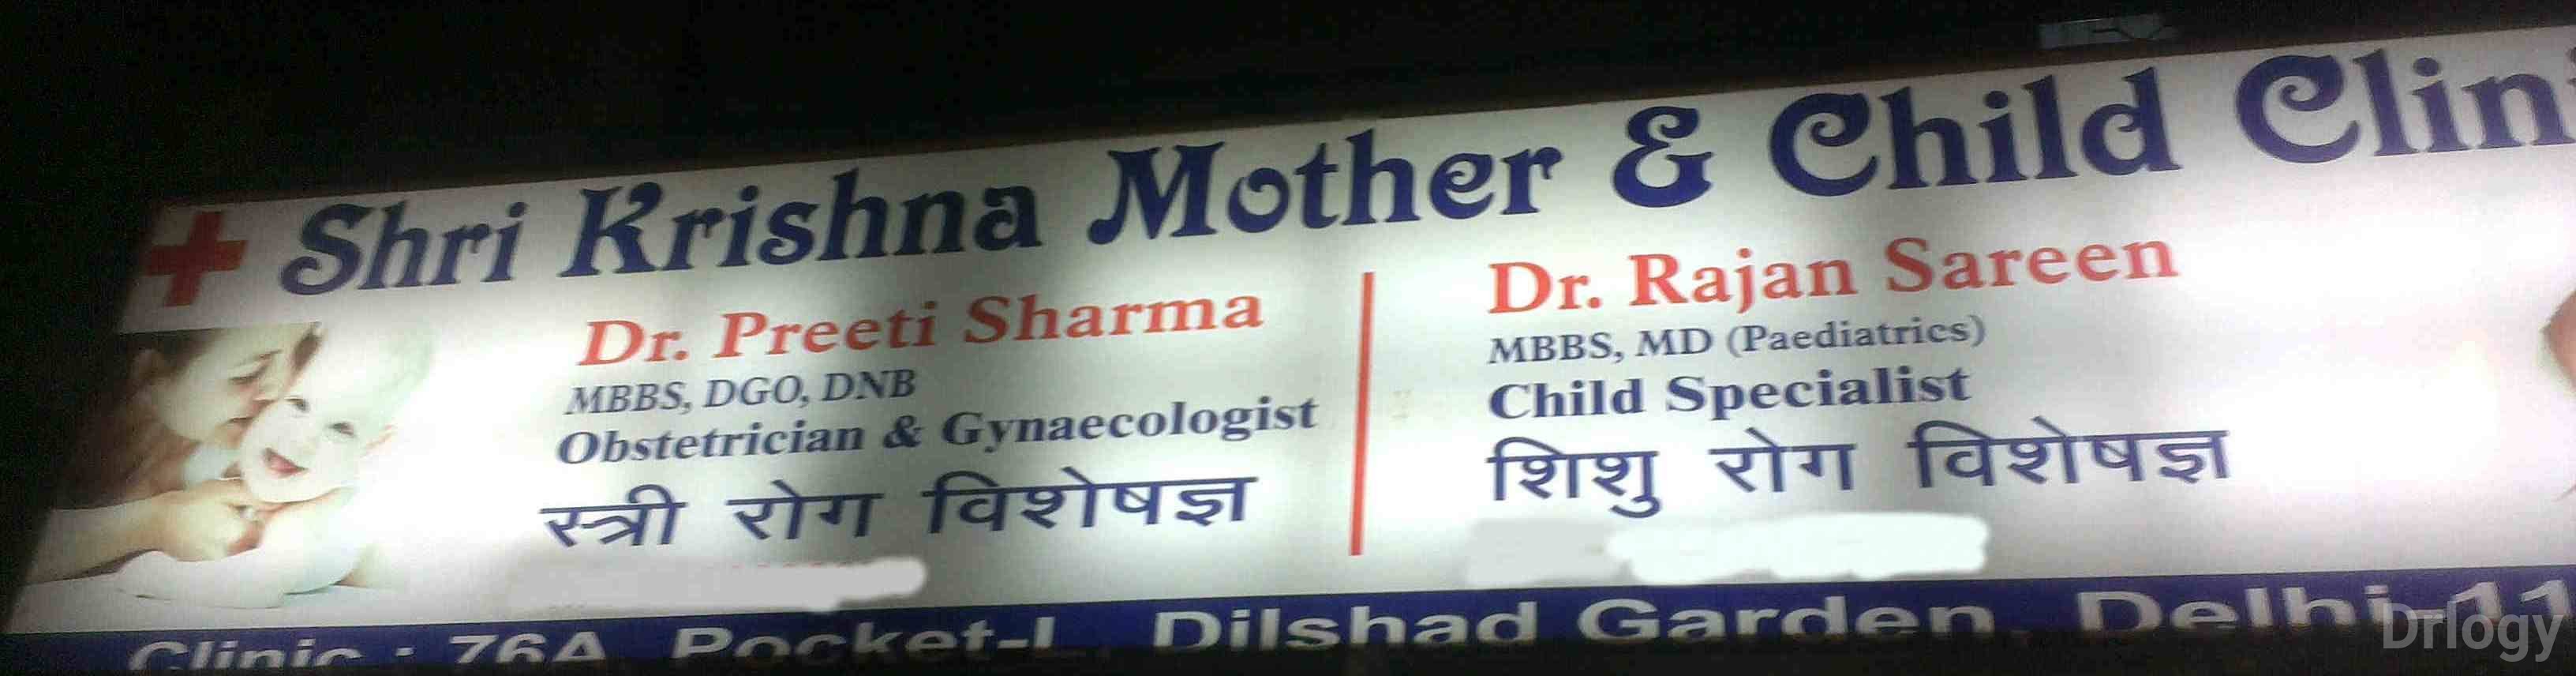 Shri Krishna Mother & Child Clini
Dr. Preeti Sharma
MBBS, DGO, DNB
Obstetrician & Gynaecologist
स्त्री रोग विशेषज्ञ
Dr. Rajan Sareen
MBBS, MD (Paediatrics)
Child Specialist
शिशु रोग विशेषज्ञ
Clinic : 76A, Pocket-I, Dilshad Garden, Delhi-11
Drlogy